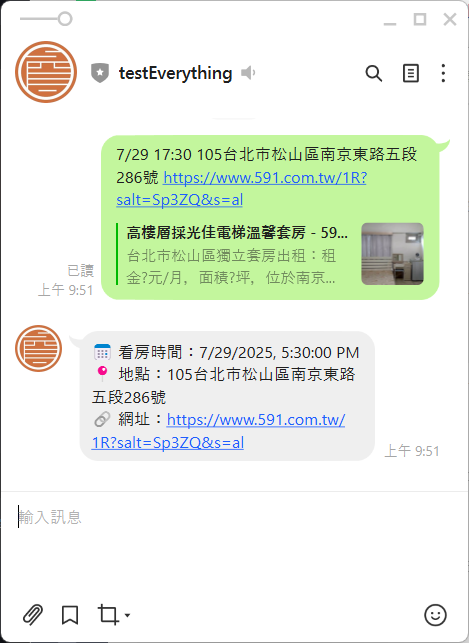 testEverything
7/29 17:30 105台北市松山區南京東路五段
286號 https://www.591.com.tw/1R?
salt=Sp3ZQ&s=al
高樓層採光佳電梯溫馨套房 - 59...
台北市松山區獨立套房出租：租
金?元/月，面積?坪，位於南京...
已讀
上午 9:51
看房時間：7/29/2025, 5:30:00 PM
地點：105台北市松山區南京東路
五段286號
網址：https://www.591.com.tw/
1R?salt=Sp3ZQ&s=al
上午 9:51
輸入訊息